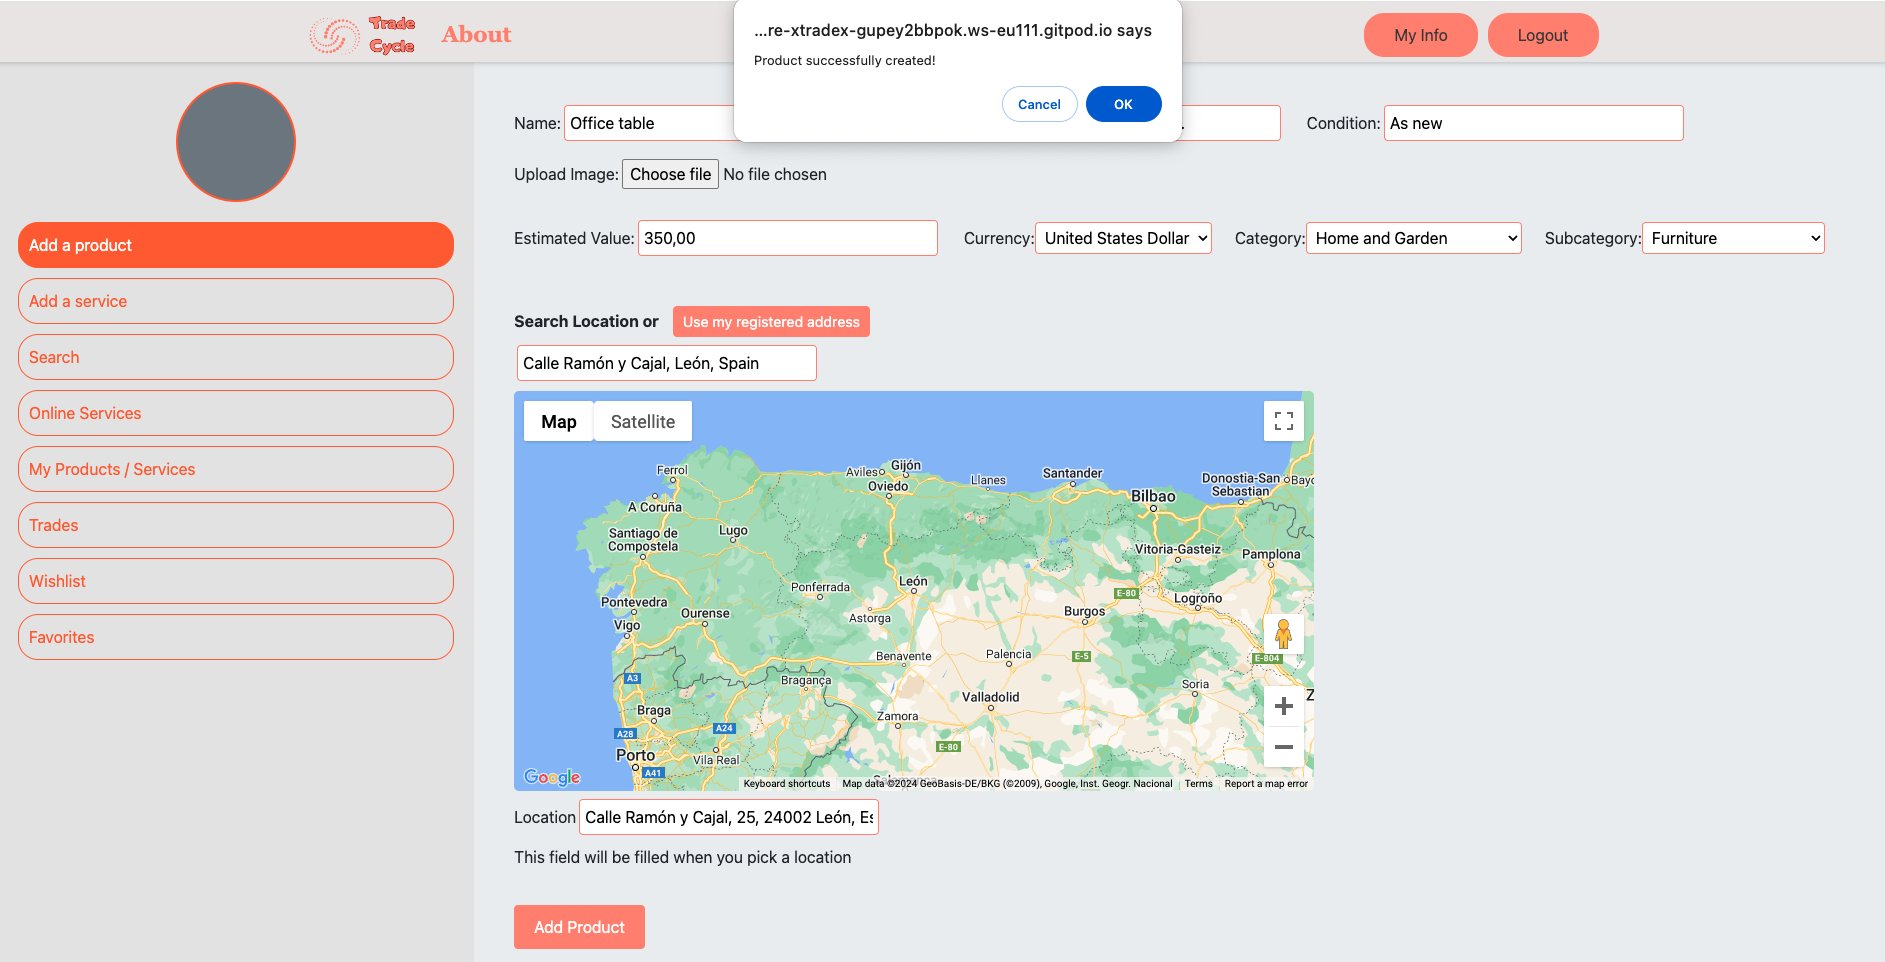 Trade
Cycle
About
...re-xtradex-gupey2bbpok.ws-eu111.gitpod.io says
Product successfully created!
Cancel
OK
My Info
Logout
Add a product
Add a service
Search
Online Services
My Products / Services
Trades
Wishlist
Favorites
Name: Office table
.
Condition: As new
Upload Image: Choose file No file chosen
Estimated Value: 350,00
Currency: United States Dollar
Category: Home and Garden
Subcategory: Furniture
Search Location or Use my registered address
Calle Ramón y Cajal, León, Spain
Map
Satellite
Ferrol
Aviles
Gijón
Oviedo
Llanes
Santander
Bilbao
Donostia-San
Sebastian
Bayo
A Coruña
Santiago de
Compostela
Lugo
Vitoria-Gasteiz
Pamplona
Ponferrada
León
E-80
Logroño
Pontevedra
Ourense
Astorga
Burgos
Vigo
Benavente
Palencia
E-5
E-804
A3
Bragança
Soria
Valladolid
Z
Braga
Zamora
A28
A24
E-80
Porto
A41
Vila Real
Salamanca
Google
Keyboard shortcuts
Map data ©2024 GeoBasis-DE/BKG (©2009), Google, Inst. Geogr. Nacional
Terms
Report a map error
Location Calle Ramón y Cajal, 25, 24002 León, Es
This field will be filled when you pick a location
Add Product